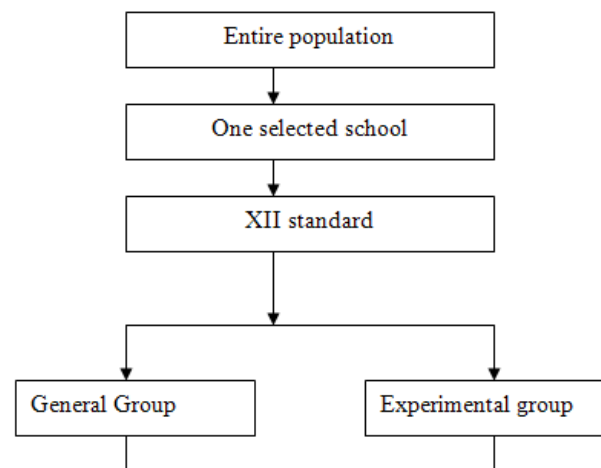 Entire population
One selected school
XII standard
General Group
Experimental group